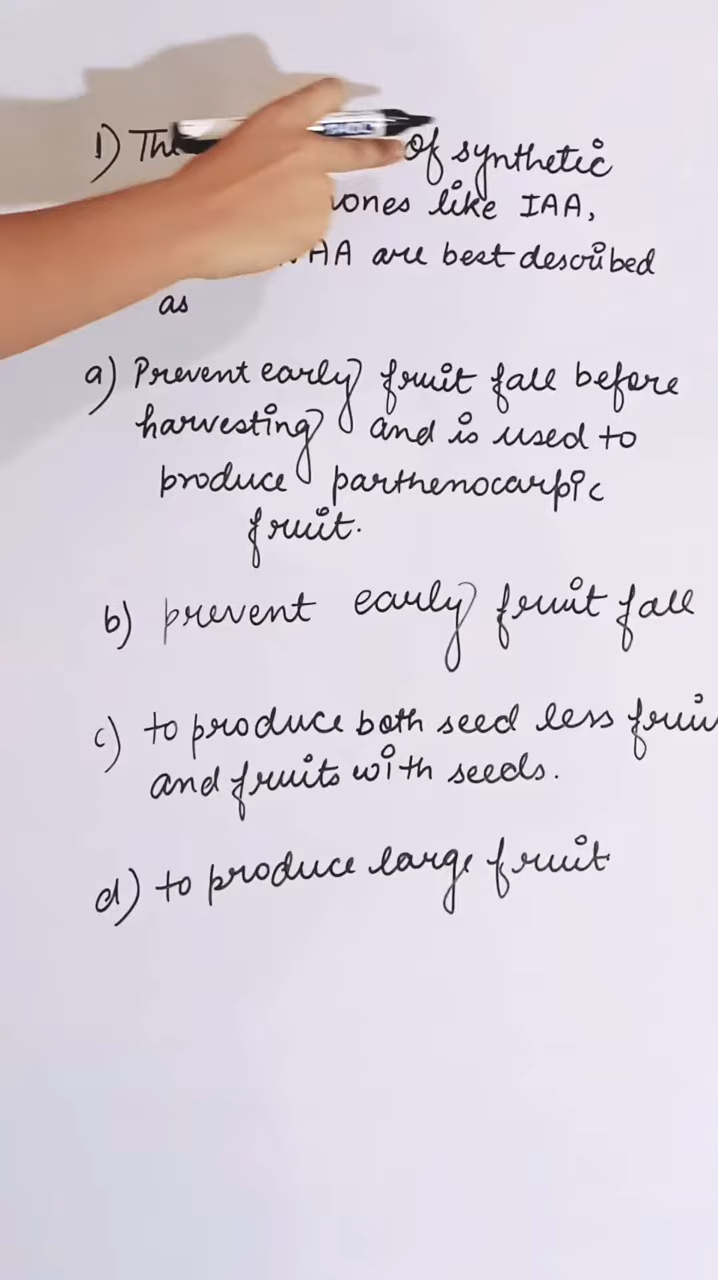 1) The of synthetic
ones like IAA,
AA are best described
as
a) Prevent early fruit fall before
harvesting and is used to
produce parthenocarpic
fruit.
b) prevent early fruit fall
c) to produce both seed less frui
and fruits with seeds.
d) to produce large fruit